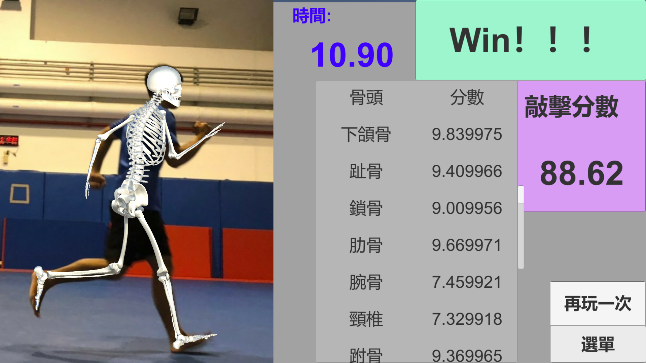 時間:
10.90
Win！！！
骨頭 分數
下頜骨 9.839975
趾骨 9.409966
鎖骨 9.009956
肋骨 9.669971
腕骨 7.459921
頸椎 7.329918
跗骨 9.369965
敲擊分數
88.62
再玩一次
選單